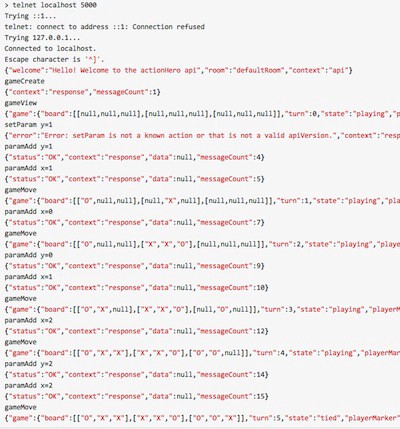 > telnet localhost 5000
Trying ::1...
telnet: connect to address ::1: Connection refused
Trying 127.0.0.1...
Connected to localhost.
Escape character is '^]'.
{"welcome":"Hello! Welcome to the actionHero api","room":"defaultRoom","context":"api"}
gameCreate
{"context":"response","messageCount":1}
gameView
{"game":{"board":[[null,null,null],[null,null,null],[null,null,null]],"turn":0,"state":"playing","p
setParam y=1
{"error":"Error: setParam is not a known action or that is not a valid apiVersion.","context":"resp
paramAdd y=1
{"status":"OK","context":"response","data":null,"messageCount":4}
paramAdd x=1
{"status":"OK","context":"response","data":null,"messageCount":5}
gameMove
{"game":{"board":[["O",null,null],[null,"X",null],[null,null,null]],"turn":1,"state":"playing","pla
paramAdd x=0
{"status":"OK","context":"response","data":null,"messageCount":7}
gameMove
{"game":{"board":[["O",null,null],["X","X","O"],[null,null,null]],"turn":2,"state":"playing","playe
paramAdd y=0
{"status":"OK","context":"response","data":null,"messageCount":9}
paramAdd x=1
{"status":"OK","context":"response","data":null,"messageCount":10}
gameMove
{"game":{"board":[["O","X",null],["X","X","O"],[null,"O",null]],"turn":3,"state":"playing","playerM
paramAdd x=2
{"status":"OK","context":"response","data":null,"messageCount":12}
gameMove
{"game":{"board":[["O","X","X"],["X","X","O"],["O","O",null]],"turn":4,"state":"playing","playerMar
paramAdd y=2
{"status":"OK","context":"response","data":null,"messageCount":14}
paramAdd x=2
{"status":"OK","context":"response","data":null,"messageCount":15}
gameMove
{"game":{"board":[["O","X","X"],["X","X","O"],["O","O","X"]],"turn":5,"state":"tied","playerMarker"